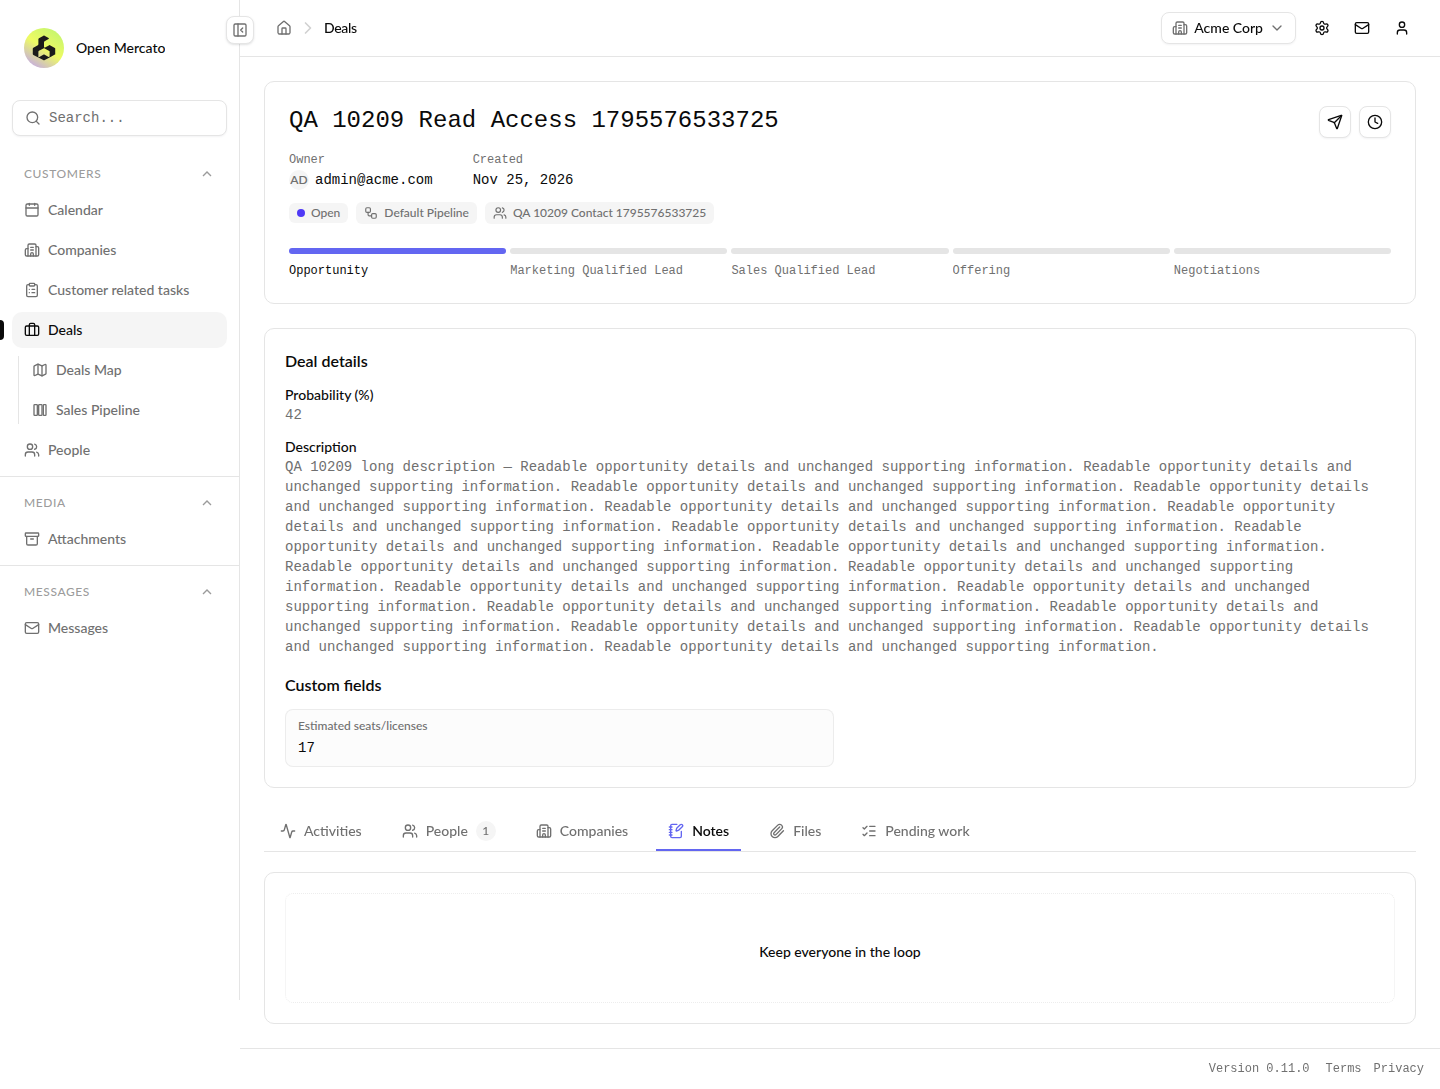 Open Mercato
Deals
Acme Corp
Search...
CUSTOMERS
Calendar
Companies
Customer related tasks
Deals
Deals Map
Sales Pipeline
People
MEDIA
Attachments
MESSAGES
Messages
QA 10209 Read Access 1795576533725
Owner
Created
AD admin@acme.com
Nov 25, 2026
Open
Default Pipeline
QA 10209 Contact 1795576533725
Opportunity
Marketing Qualified Lead
Sales Qualified Lead
Offering
Negotiations
Deal details
Probability (%)
42
Description
QA 10209 long description — Readable opportunity details and unchanged supporting information. Readable opportunity details and
unchanged supporting information. Readable opportunity details and unchanged supporting information. Readable opportunity details
and unchanged supporting information. Readable opportunity details and unchanged supporting information. Readable opportunity
details and unchanged supporting information. Readable opportunity details and unchanged supporting information. Readable
opportunity details and unchanged supporting information. Readable opportunity details and unchanged supporting information.
Readable opportunity details and unchanged supporting information. Readable opportunity details and unchanged supporting
information. Readable opportunity details and unchanged supporting information. Readable opportunity details and unchanged
supporting information. Readable opportunity details and unchanged supporting information. Readable opportunity details and
unchanged supporting information. Readable opportunity details and unchanged supporting information. Readable opportunity details
and unchanged supporting information. Readable opportunity details and unchanged supporting information.
Custom fields
Estimated seats/licenses
17
Activities
People 1
Companies
Notes
Files
Pending work
Keep everyone in the loop
Version 0.11.0
Terms
Privacy